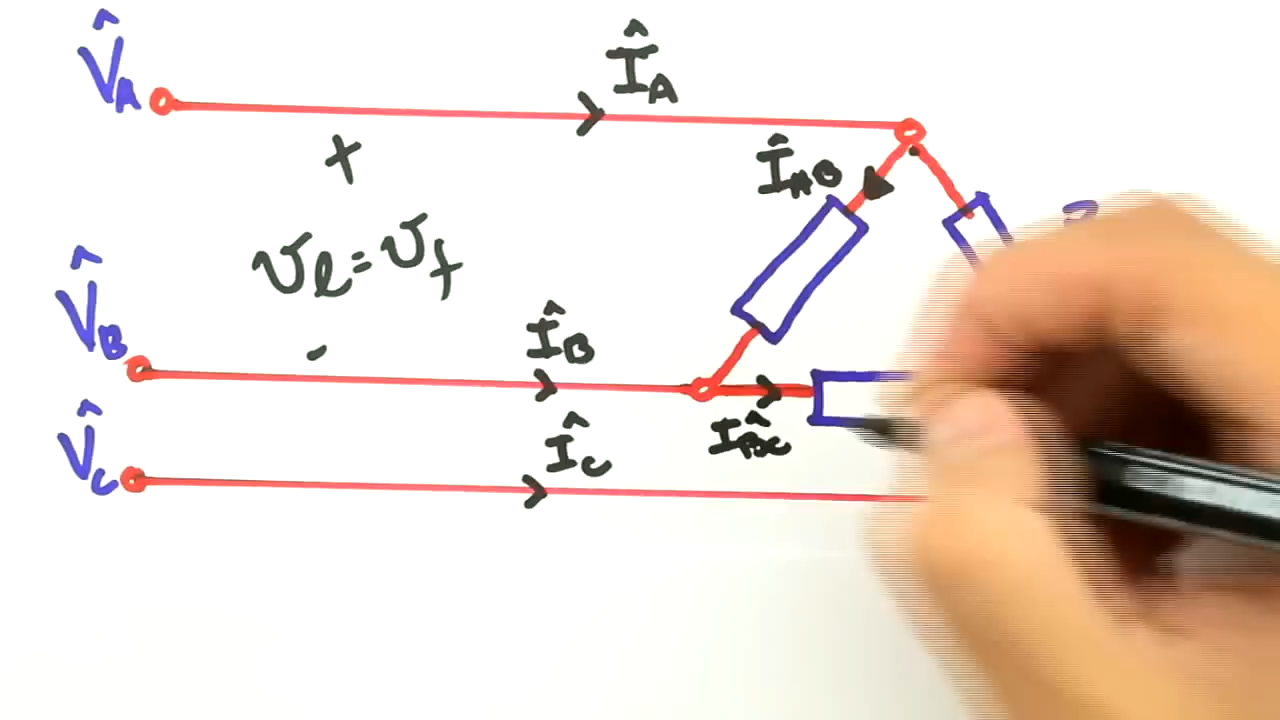 V̂A
ÎA
+
ÎAB
Vl = Vf
V̂B
ÎB
-
V̂C
ÎC
ÎBC